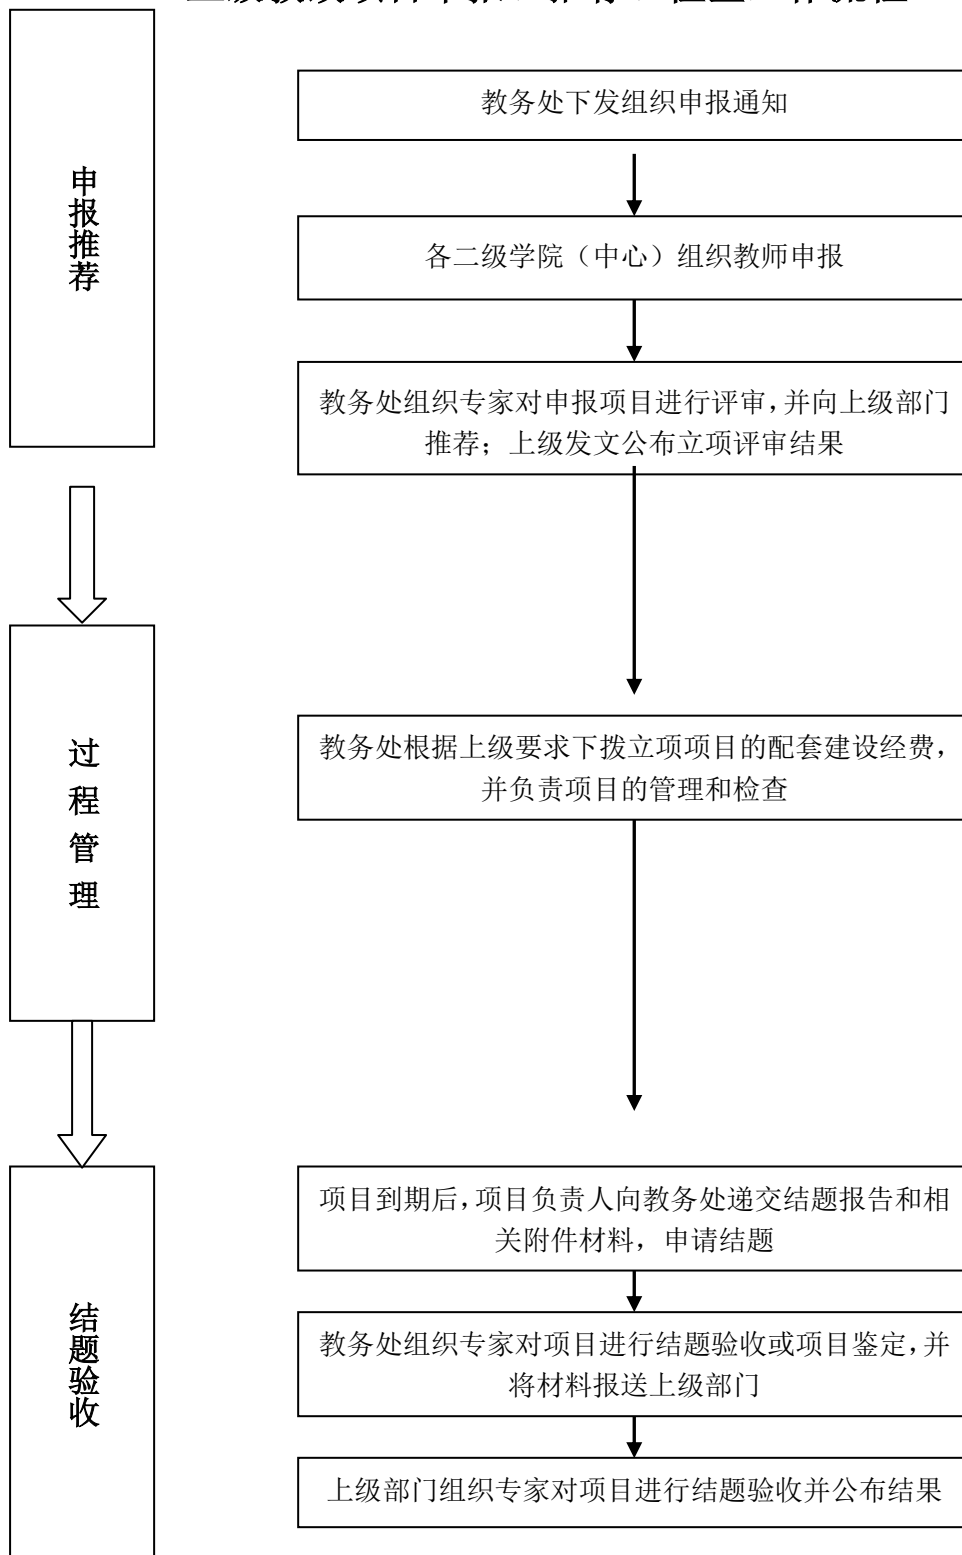 教务处下发组织申报通知
申报推荐
各二级学院（中心）组织教师申报
教务处组织专家对申报项目进行评审，并向上级部门
推荐；上级发文公布立项评审结果
过程管理
教务处根据上级要求下拨立项项目的配套建设经费，
并负责项目的管理和检查
项目到期后，项目负责人向教务处递交结题报告和相
关附件材料，申请结题
结题验收
教务处组织专家对项目进行结题验收或项目鉴定，并
将材料报送上级部门
上级部门组织专家对项目进行结题验收并公布结果